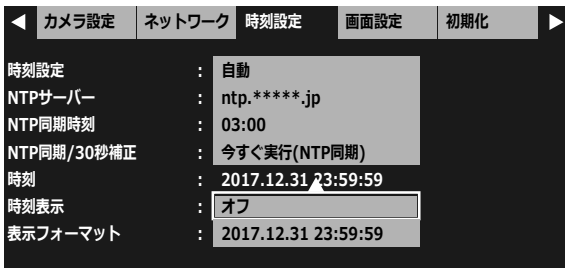 ◀ カメラ設定 ネットワーク 時刻設定 画面設定 初期化 ▶
時刻設定 : 自動
NTPサーバー : ntp.*****.jp
NTP同期時刻 : 03:00
NTP同期/30秒補正 : 今すぐ実行(NTP同期)
時刻 : 2017.12.31 23:59:59
時刻表示 : オフ
表示フォーマット : 2017.12.31 23:59:59